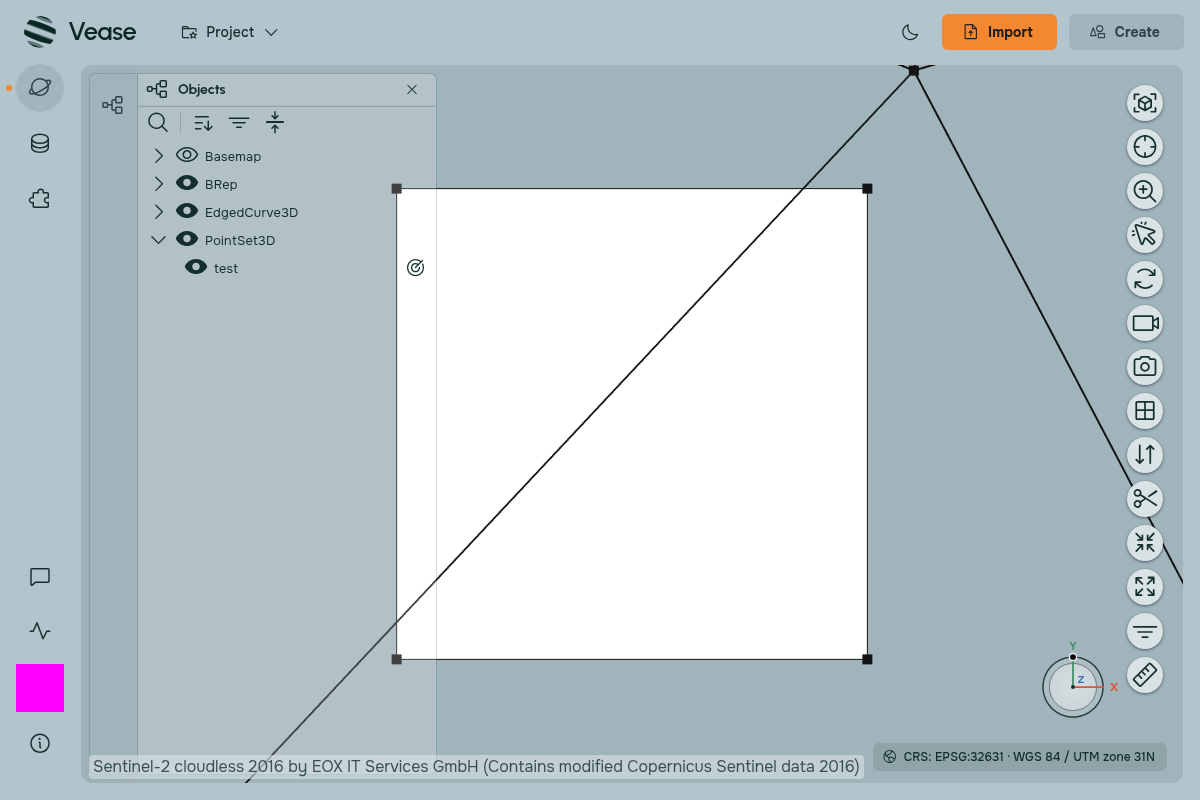 Vease
Project
Import
Create
Objects
Basemap
BRep
EdgedCurve3D
PointSet3D
test
Y
Z
X
CRS: EPSG:32631 · WGS 84 / UTM zone 31N
Sentinel-2 cloudless 2016 by EOX IT Services GmbH (Contains modified Copernicus Sentinel data 2016)